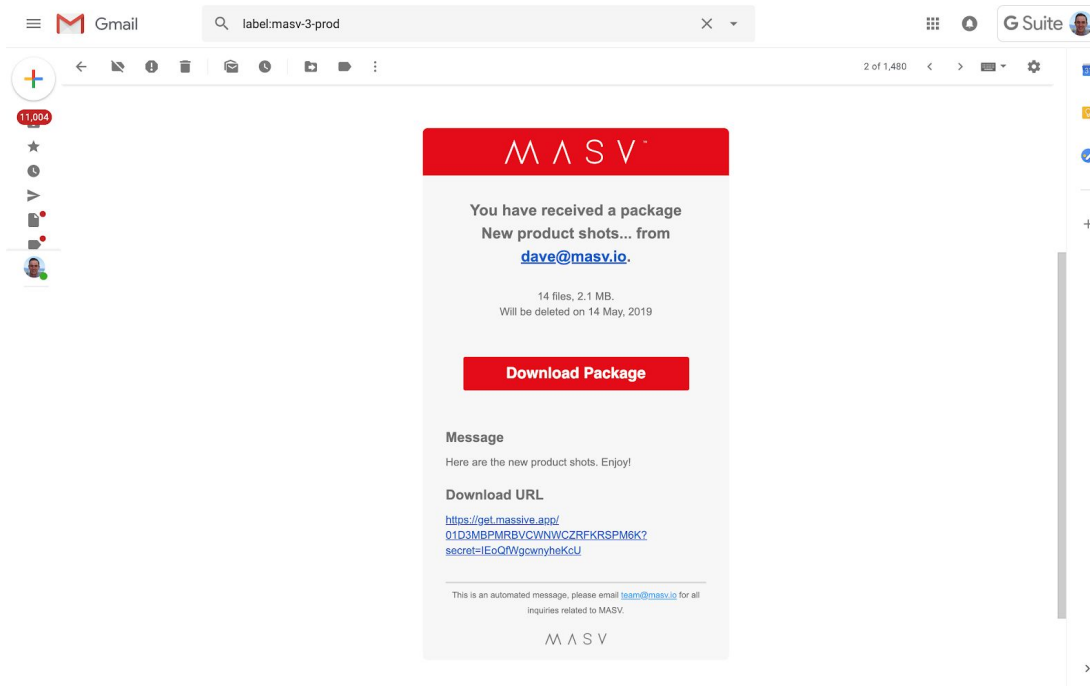 Gmail
label:masv-3-prod
G Suite
2 of 1,480
11,004
MASV™
You have received a package
New product shots... from
dave@masv.io.
14 files, 2.1 MB.
Will be deleted on 14 May, 2019
Download Package
Message
Here are the new product shots. Enjoy!
Download URL
https://get.massive.app/
01D3MBPMRBVCWNWCZRFKRSPM6K?
secret=IEoQfWgcwnyheKcU
This is an automated message, please email team@masv.io for all
inquiries related to MASV.
MASV